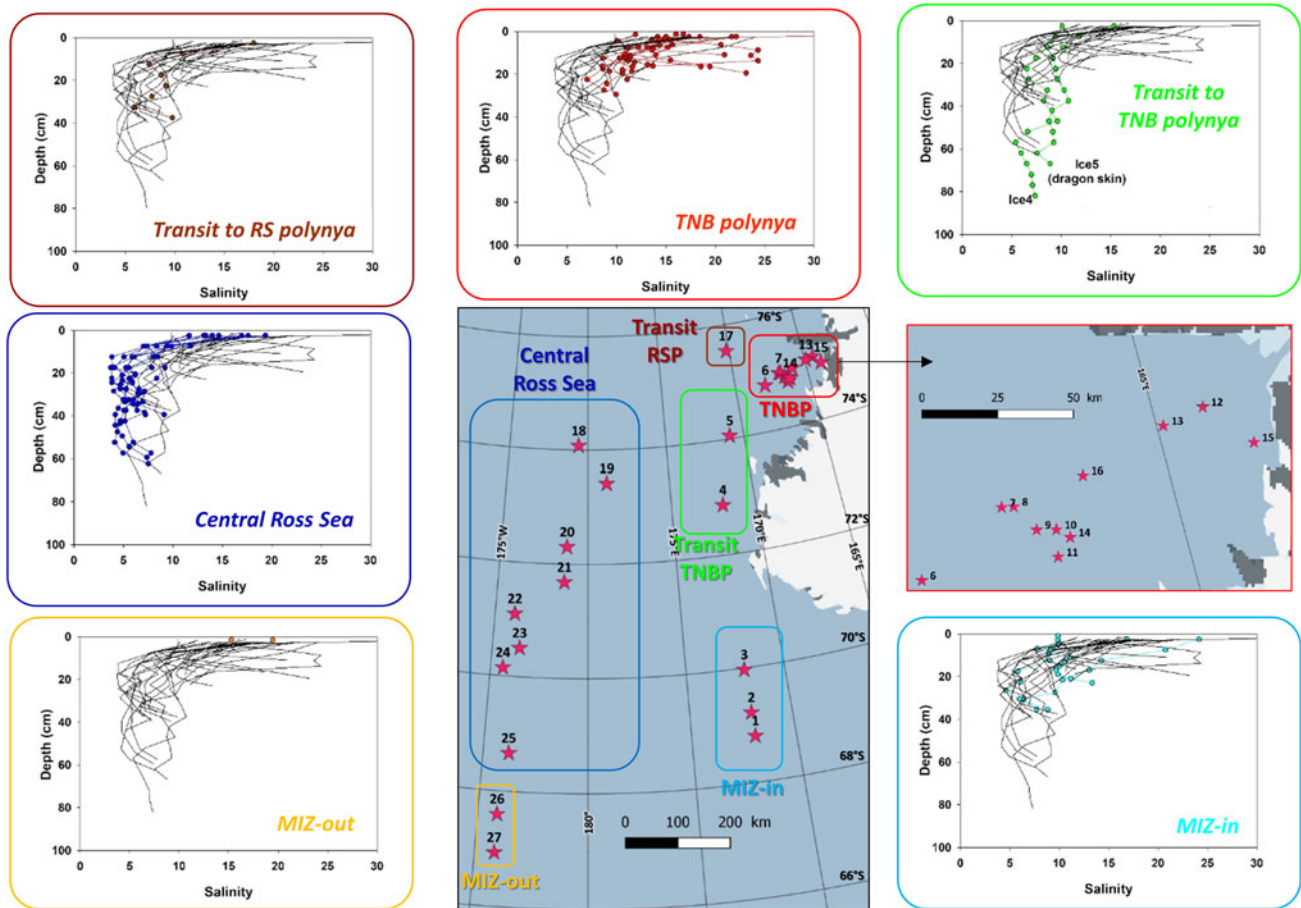 0 5 10 15 20 25 30
0
20
40
60
80
100
Depth (cm)
Salinity
Transit to RS polynya
0 5 10 15 20 25 30
0
20
40
60
80
100
Depth (cm)
Salinity
TNB polynya
0 5 10 15 20 25 30
0
20
40
60
80
100
Depth (cm)
Salinity
Transit to
TNB polynya
Ice5
(dragon skin)
Ice4
0 5 10 15 20 25 30
0
20
40
60
80
100
Depth (cm)
Salinity
Central Ross Sea
Central
Ross Sea
Transit
RSP
17
76°S
13 15
7 14
6
TNBP
74°S
5
4
Transit
TNBP
18
19
20
21
22
23
24
25
175°W
175°E
170°E
165°E
72°S
70°S
3
2
1
68°S
MIZ-in
26
27
MIZ-out
180°
0 100 200 km
66°S
165°E
0 25 50 km
12
13
15
16
7 8
9 10
14
11
6
0 5 10 15 20 25 30
0
20
40
60
80
100
Depth (cm)
Salinity
MIZ-out
0 5 10 15 20 25 30
0
20
40
60
80
100
Depth (cm)
Salinity
MIZ-in